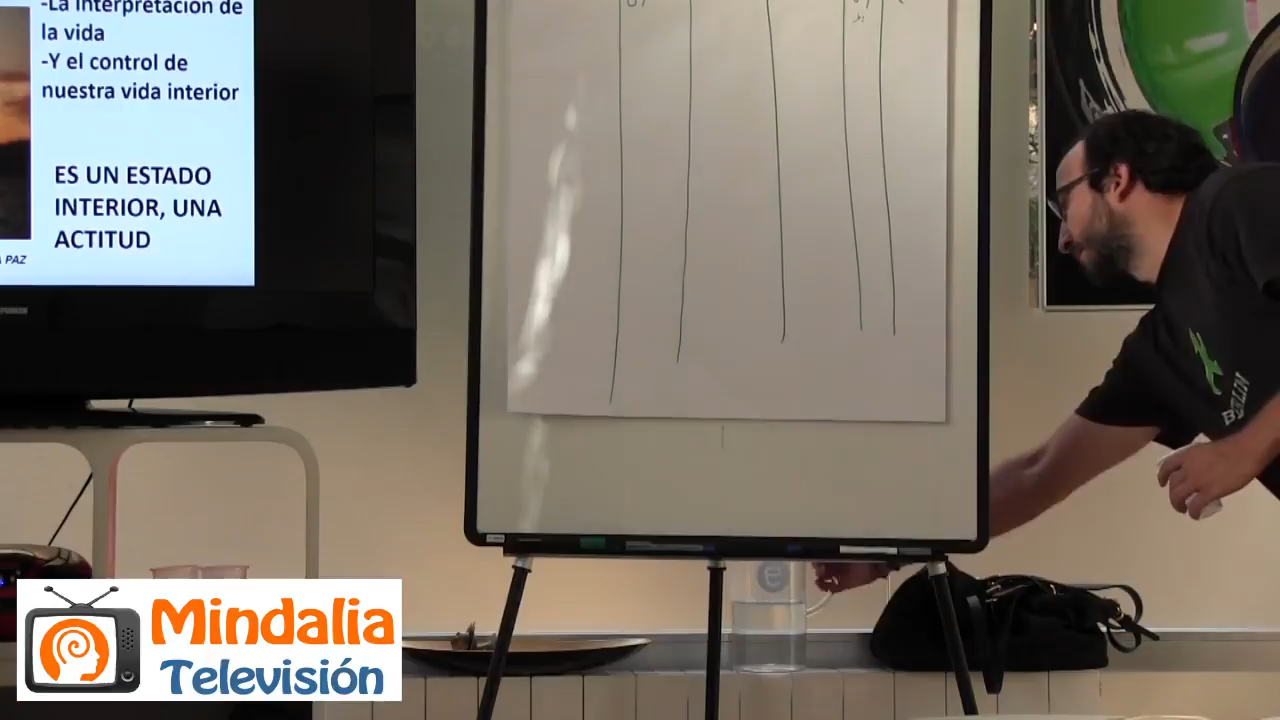 -La interpretación de
la vida
-Y el control de
nuestra vida interior
ES UN ESTADO
INTERIOR, UNA
ACTITUD
PAZ
BERLIN
e
Mindalia
Televisión